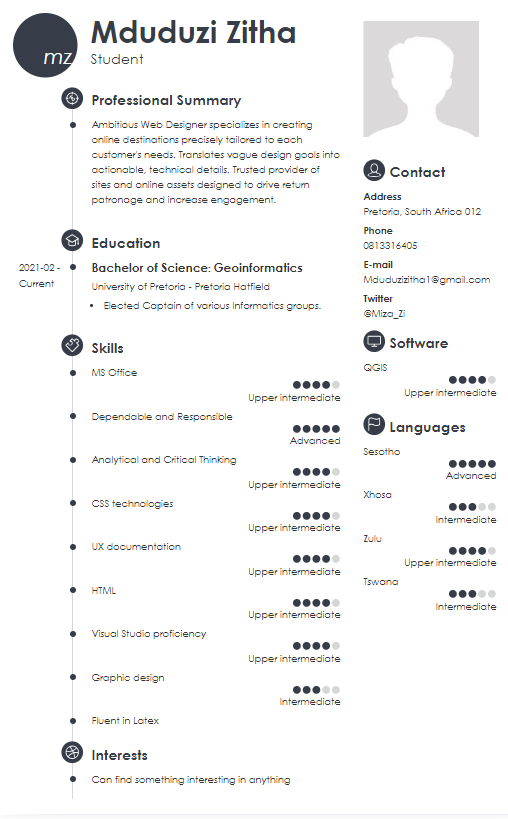 mz
Mduduzi Zitha
Student
Professional Summary
Ambitious Web Designer specializes in creating
online destinations precisely tailored to each
customer's needs. Translates vague design goals into
actionable, technical details. Trusted provider of
sites and online assets designed to drive return
patronage and increase engagement.
Education
2021-02 -
Current
Bachelor of Science: Geoinformatics
University of Pretoria - Pretoria Hatfield
Elected Captain of various Informatics groups.
Skills
MS Office
Upper intermediate
Dependable and Responsible
Advanced
Analytical and Critical Thinking
Upper intermediate
CSS technologies
Upper intermediate
UX documentation
Upper intermediate
HTML
Upper intermediate
Visual Studio proficiency
Upper intermediate
Graphic design
Intermediate
Fluent in Latex
Interests
Can find something interesting in anything
Contact
Address
Pretoria, South Africa 012
Phone
0813316405
E-mail
Mduduzizitha1@gmail.com
Twitter
@Miza_Zi
Software
QGIS
Upper intermediate
Languages
Sesotho
Advanced
Xhosa
Intermediate
Zulu
Upper intermediate
Tswana
Intermediate